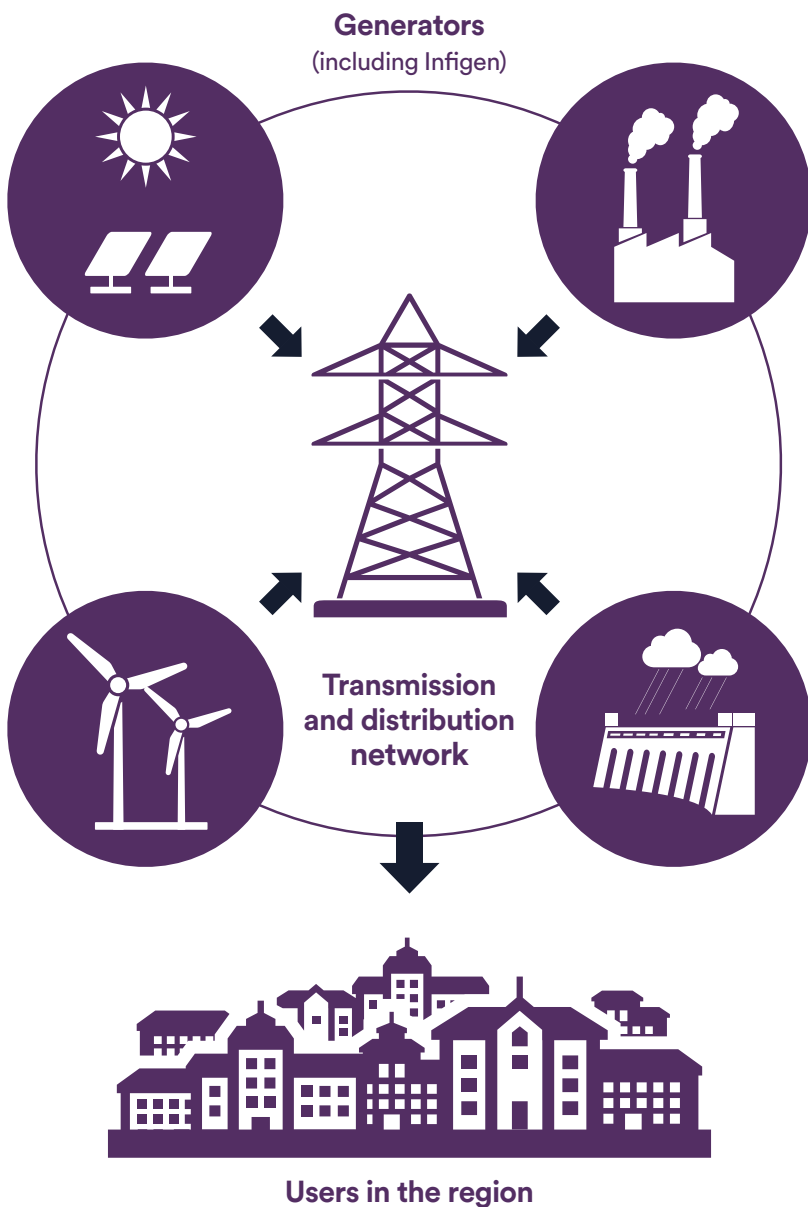 Generators
(including Infigen)
Transmission
and distribution
network
Users in the region